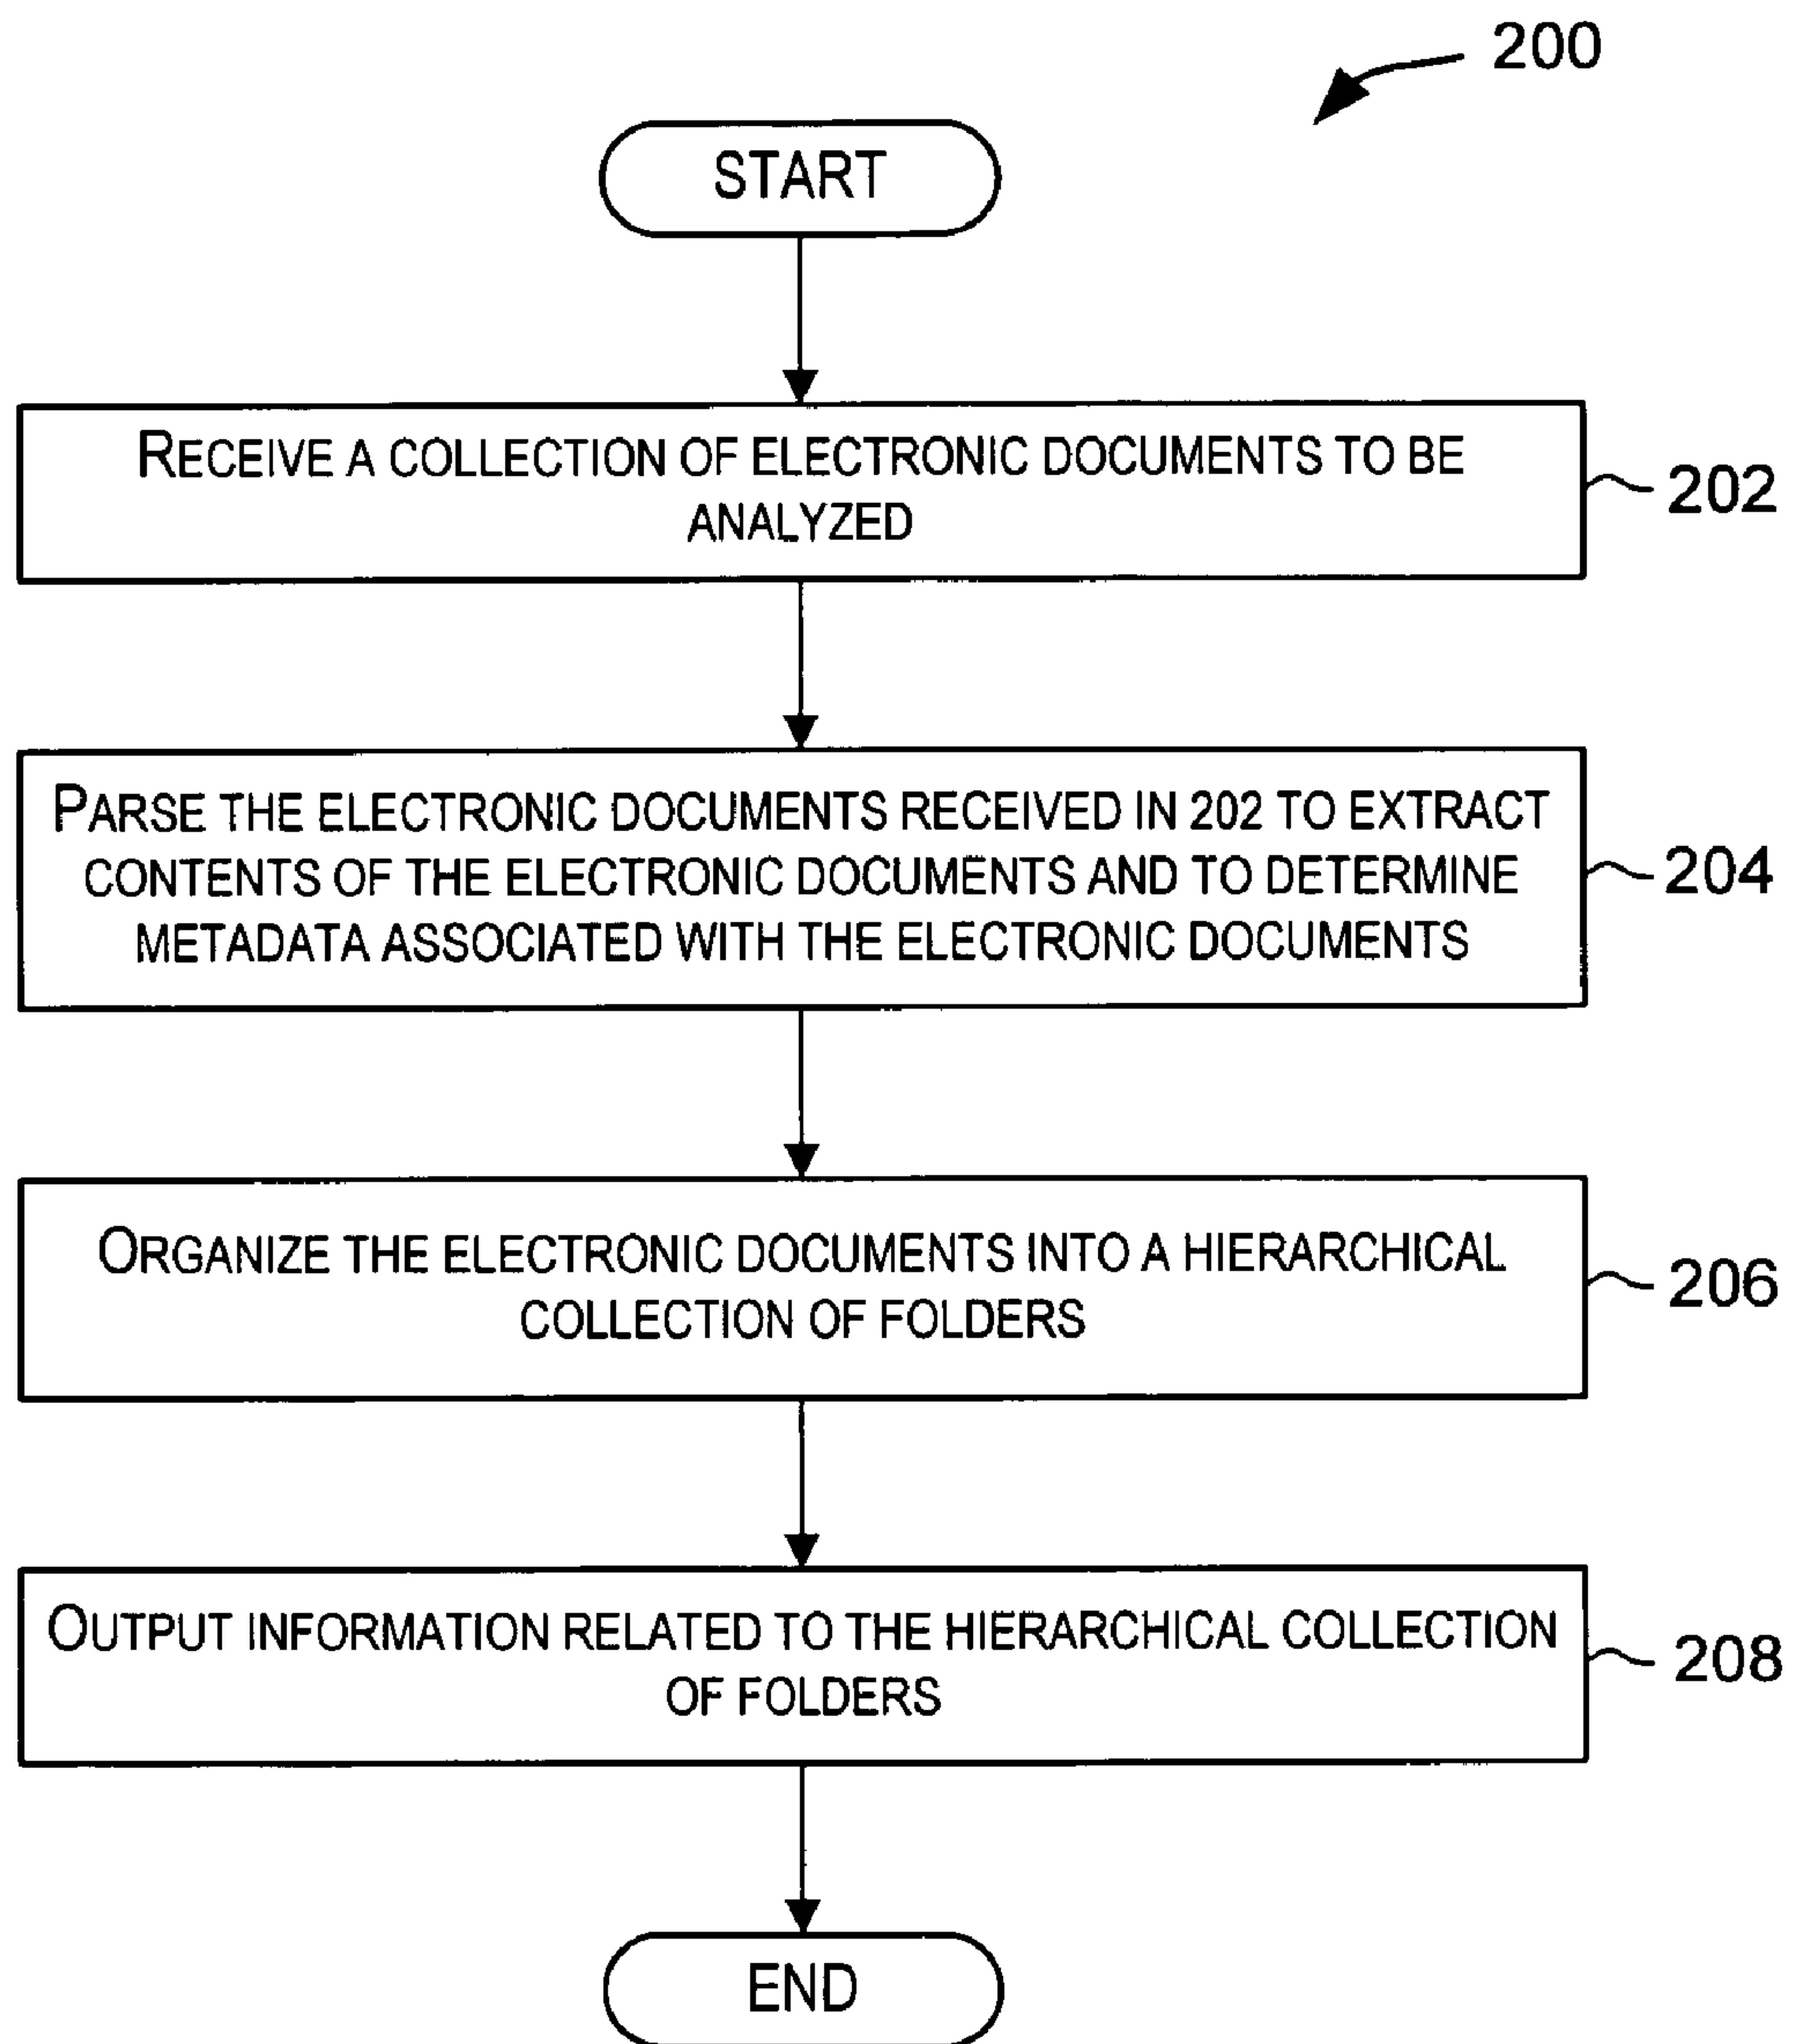 200
START
RECEIVE A COLLECTION OF ELECTRONIC DOCUMENTS TO BE
ANALYZED
202
PARSE THE ELECTRONIC DOCUMENTS RECEIVED IN 202 TO EXTRACT
CONTENTS OF THE ELECTRONIC DOCUMENTS AND TO DETERMINE
METADATA ASSOCIATED WITH THE ELECTRONIC DOCUMENTS
204
ORGANIZE THE ELECTRONIC DOCUMENTS INTO A HIERARCHICAL
COLLECTION OF FOLDERS
206
OUTPUT INFORMATION RELATED TO THE HIERARCHICAL COLLECTION
OF FOLDERS
208
END